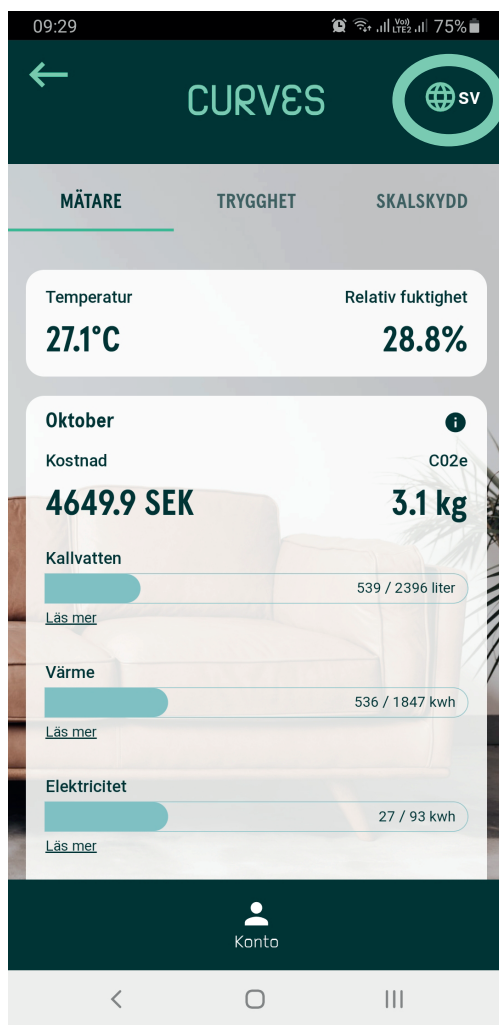 09:29
Vo)) LTE2 75%
CURVES
SV
MÄTARE TRYGGHET SKALSKYDD
Temperatur Relativ fuktighet
27.1°C 28.8%
Oktober
Kostnad C02e
4649.9 SEK 3.1 kg
Kallvatten
539 / 2396 liter
Läs mer
Värme
536 / 1847 kwh
Läs mer
Elektricitet
27 / 93 kwh
Läs mer
Konto